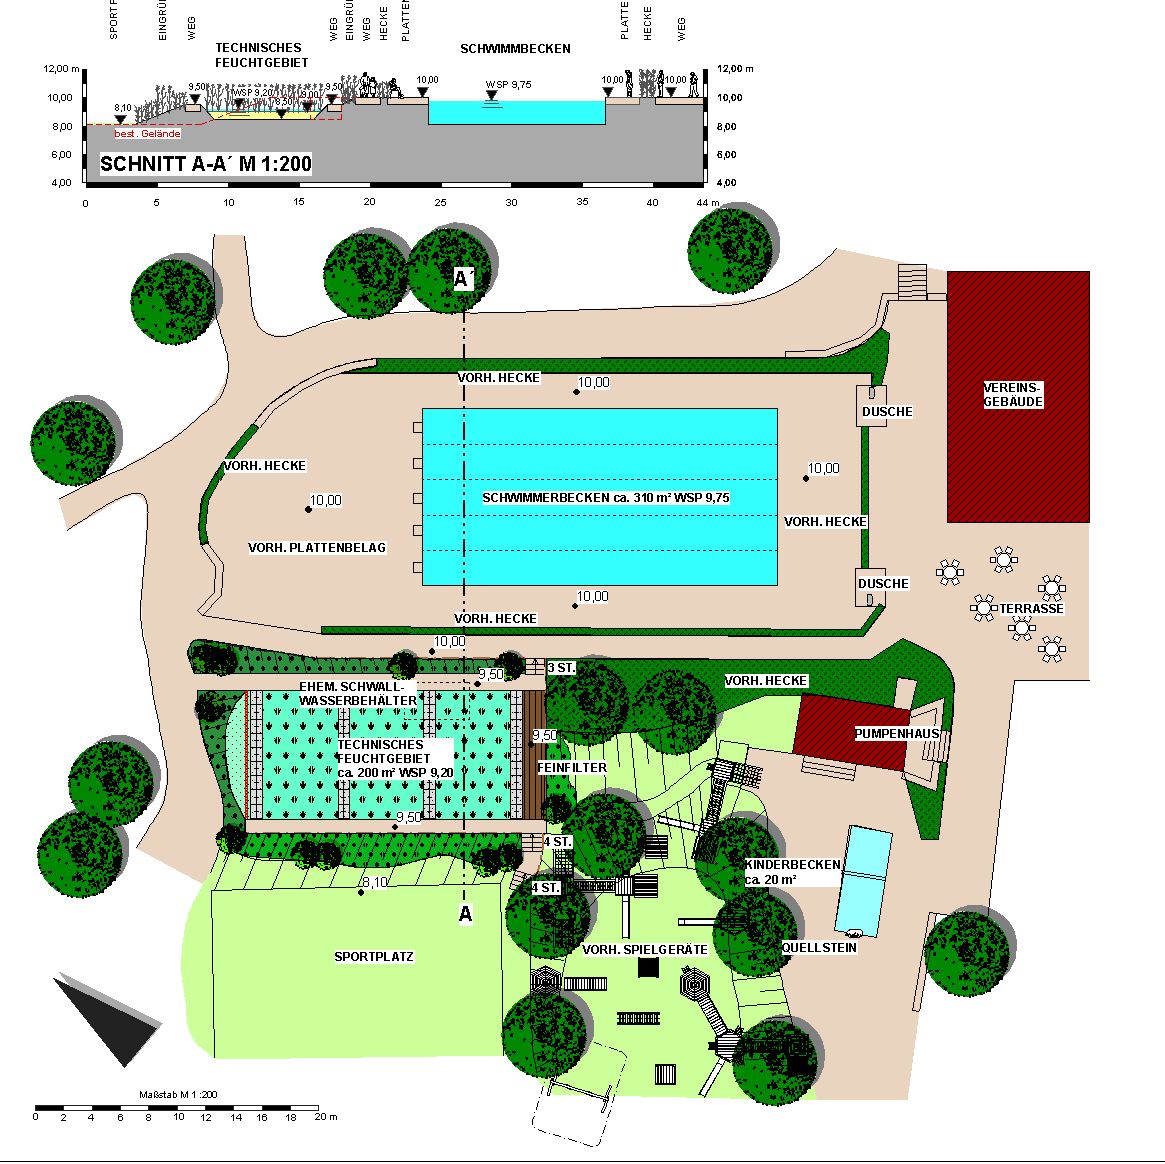 WEG
WEG
WEG
HECKE
HECKE
WEG
TECHNISCHES
FEUCHTGEBIET
SCHWIMMBECKEN
12,00 m
12,00 m
10,00
10,00
8,00
8,00
6,00
6,00
4,00
4,00
8,10
9,50
WSP 9,20
8,50
9,00
9,50
10,00
WSP 9,75
10,00
10,00
best. Gelände
SCHNITT A-A´ M 1:200
0 5 10 15 20 25 30 35 40 44 m
A´
VORH. HECKE
10,00
DUSCHE
VEREINS-
GEBÄUDE
VORH. HECKE
10,00
10,00
SCHWIMMERBECKEN ca. 310 m² WSP 9,75
VORH. HECKE
VORH. PLATTENBELAG
DUSCHE
10,00
TERRASSE
VORH. HECKE
10,00
3 ST.
9,50
VORH. HECKE
EHEM. SCHWALL-
WASSERBEHÄLTER
PUMPENHAUS
9,50
TECHNISCHES
FEUCHTGEBIET
ca. 200 m² WSP 9,20
FEINFILTER
9,50
4 ST.
KINDERBECKEN
ca. 20 m²
8,10
4 ST.
A
QUELLSTEIN
VORH. SPIELGERÄTE
SPORTPLATZ
Maßstab M 1:200
0 2 4 6 8 10 12 14 16 18 20 m